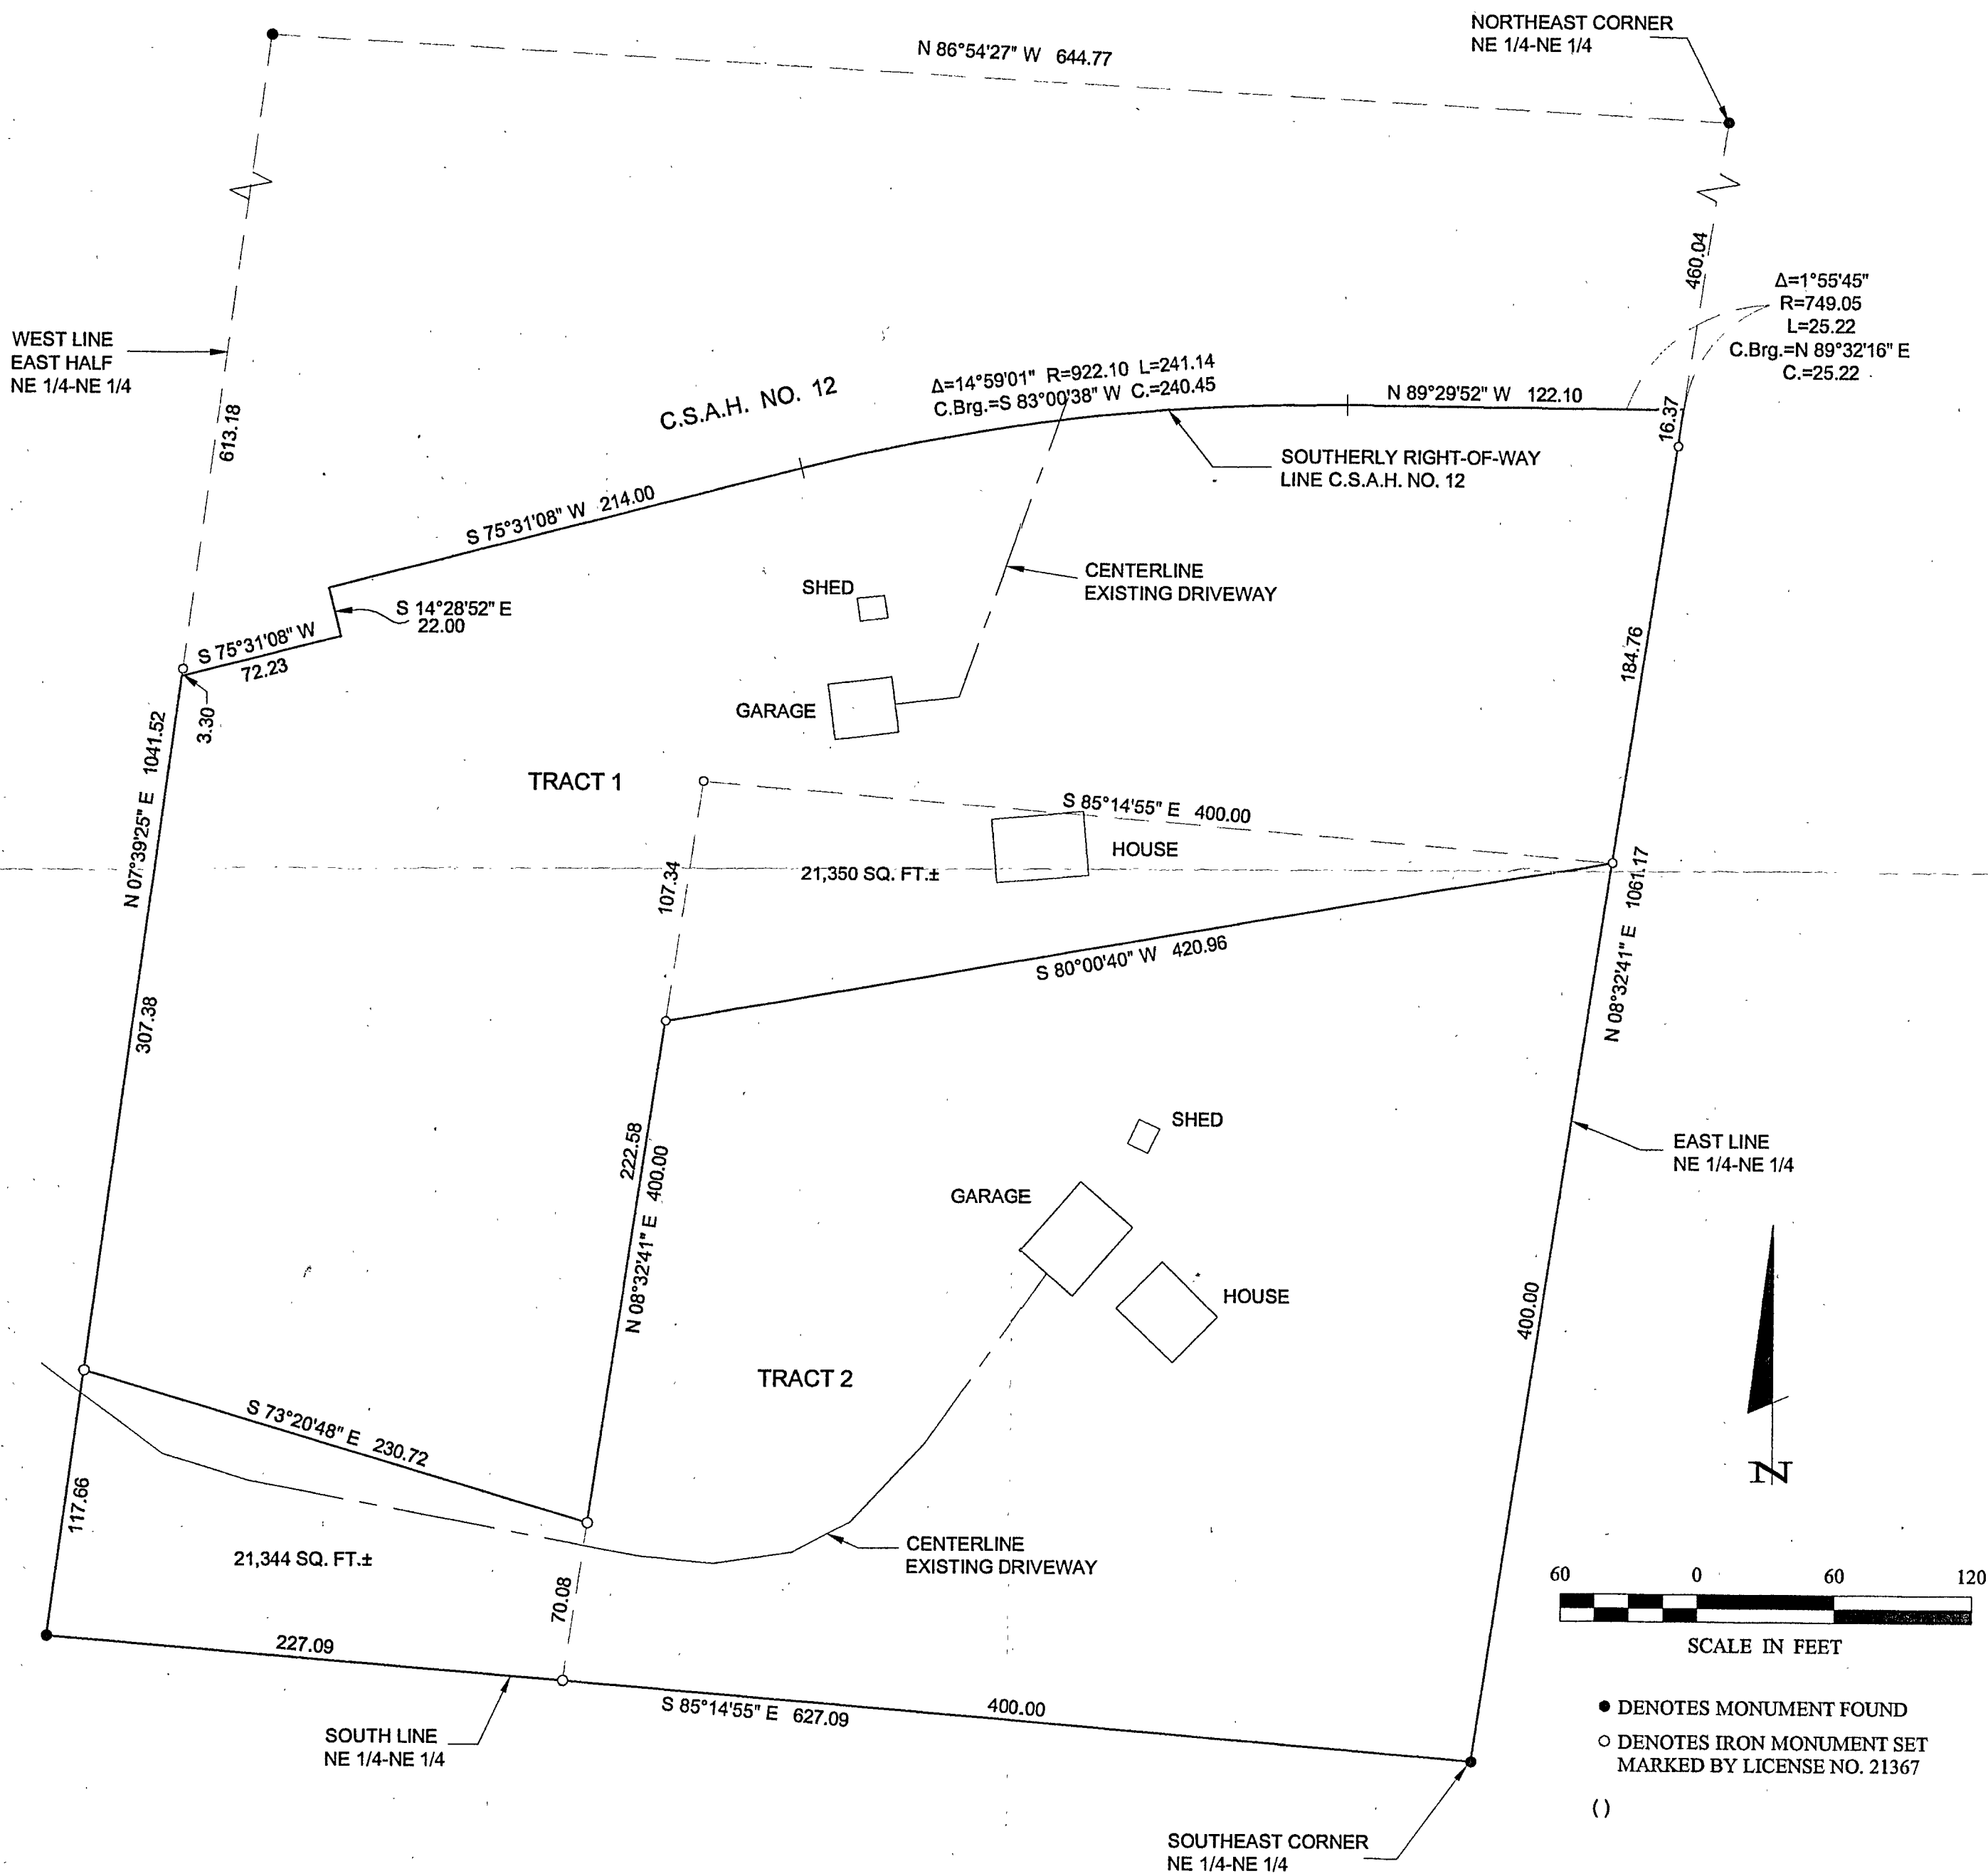 NORTHEAST CORNER
NE 1/4-NE 1/4
N 86°54'27" W 644.77
460.04
Δ=1°55'45"
R=749.05
L=25.22
C.Brg.=N 89°32'16" E
C.=25.22
WEST LINE
EAST HALF
NE 1/4-NE 1/4
613.18
C.S.A.H. NO. 12
Δ=14°59'01" R=922.10 L=241.14
C.Brg.=S 83°00'38" W C.=240.45
N 89°29'52" W 122.10
16.37
SOUTHERLY RIGHT-OF-WAY
LINE C.S.A.H. NO. 12
S 75°31'08" W 214.00
S 14°28'52" E
22.00
S 75°31'08" W
72.23
3.30
SHED
CENTERLINE
EXISTING DRIVEWAY
184.76
GARAGE
N 07°39'25" E 1041.52
TRACT 1
S 85°14'55" E 400.00
HOUSE
107.34
21,350 SQ. FT.±
N 08°32'41" E 1061.17
S 80°00'40" W 420.96
307.38
222.58
N 08°32'41" E 400.00
SHED
EAST LINE
NE 1/4-NE 1/4
GARAGE
HOUSE
400.00
TRACT 2
S 73°20'48" E 230.72
N
117.66
21,344 SQ. FT.±
CENTERLINE
EXISTING DRIVEWAY
70.08
60 0 60 120
SCALE IN FEET
227.09
S 85°14'55" E 627.09
400.00
SOUTH LINE
NE 1/4-NE 1/4
DENOTES MONUMENT FOUND
DENOTES IRON MONUMENT SET
MARKED BY LICENSE NO. 21367
( )
SOUTHEAST CORNER
NE 1/4-NE 1/4